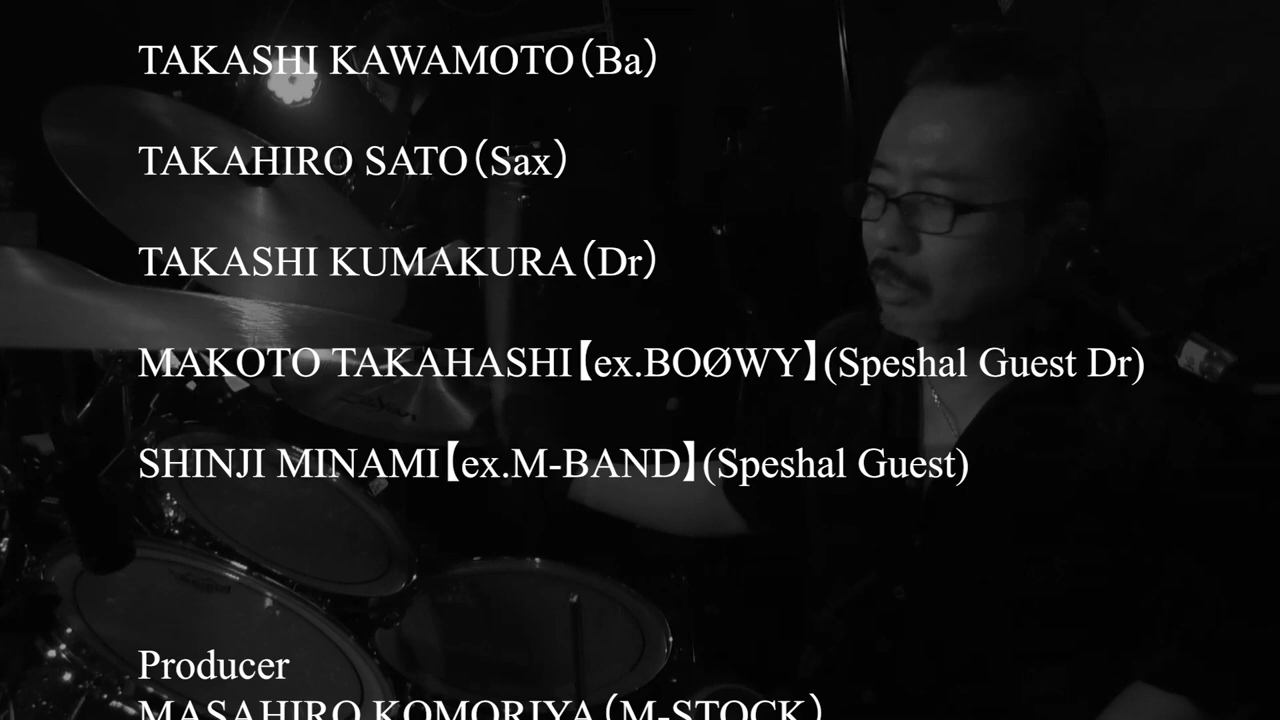 TAKASHI KAWAMOTO（Ba）
TAKAHIRO SATO（Sax）
TAKASHI KUMAKURA（Dr）
MAKOTO TAKAHASHI【ex.BOØWY】(Speshal Guest Dr)
SHINJI MINAMI【ex.M-BAND】(Speshal Guest)
Producer
MASAHIRO KOMORIYA（M-STOCK）